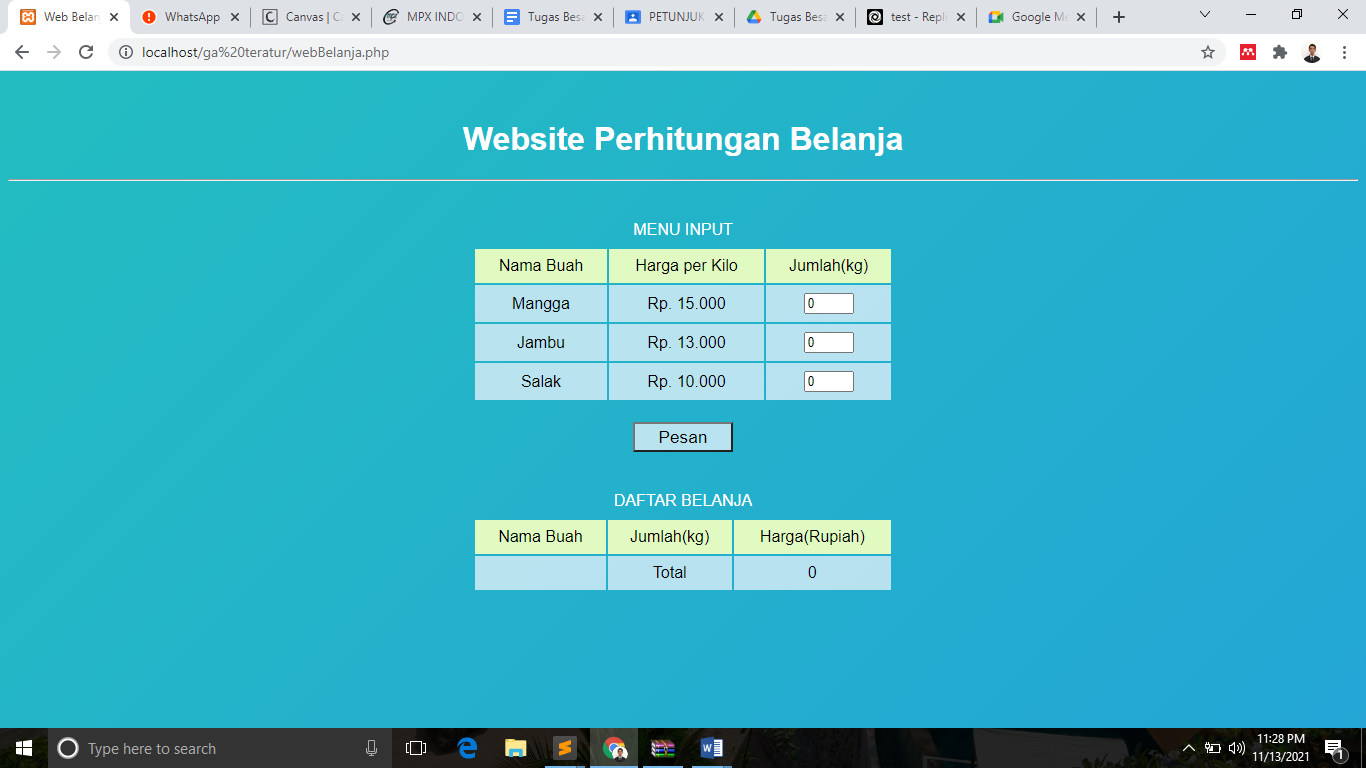 Web Belan
WhatsApp
Canvas | C
MPX INDO
Tugas Besa
PETUNJUK
Tugas Besa
test - Repli
Google Me
localhost/ga%20teratur/webBelanja.php
Website Perhitungan Belanja
MENU INPUT
Nama Buah Harga per Kilo Jumlah(kg)
Mangga Rp. 15.000 0
Jambu Rp. 13.000 0
Salak Rp. 10.000 0
Pesan
DAFTAR BELANJA
Nama Buah Jumlah(kg) Harga(Rupiah)
Total 0
Type here to search
11:28 PM
11/13/2021
1